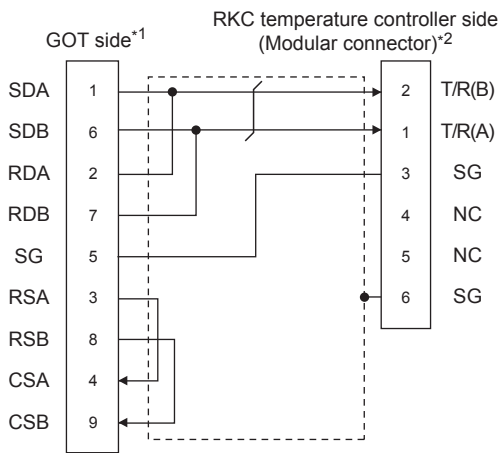 RKC temperature controller side
GOT side*1 (Modular connector)*2
SDA 1 2 T/R(B)
SDB 6 1 T/R(A)
RDA 2 3 SG
RDB 7 4 NC
SG 5 5 NC
RSA 3 6 SG
RSB 8
CSA 4
CSB 9